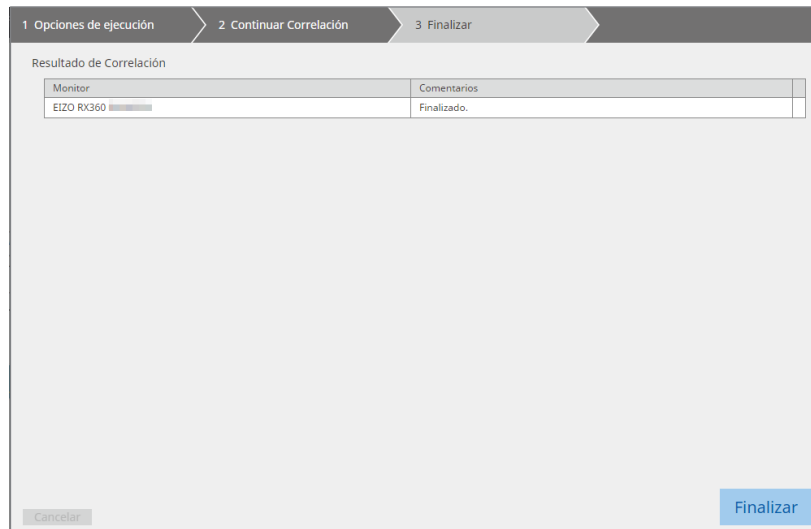 1 Opciones de ejecución 2 Continuar Correlación 3 Finalizar
Resultado de Correlación
Monitor Comentarios
EIZO RX360 Finalizado.
Finalizar
Cancelar